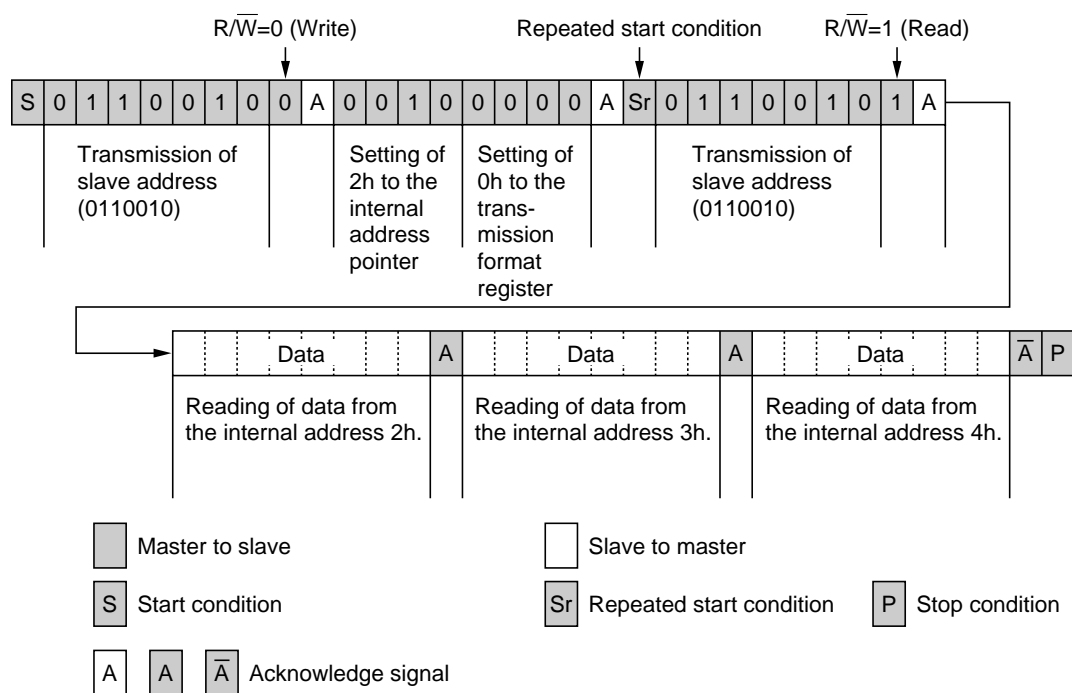 R/W̅=0 (Write) Repeated start condition R/W̅=1 (Read)
S 0 1 1 0 0 1 0 0 A 0 0 1 0 0 0 0 0 A Sr 0 1 1 0 0 1 0 1 A
Transmission of
slave address
(0110010)
Setting of
2h to the
internal
address
pointer
Setting of
0h to the
trans-
mission
format
register
Transmission of
slave address
(0110010)
Data A Data A Data A̅ P
Reading of data from
the internal address 2h.
Reading of data from
the internal address 3h.
Reading of data from
the internal address 4h.
Master to slave
Slave to master
S Start condition
Sr Repeated start condition
P Stop condition
A A A̅ Acknowledge signal